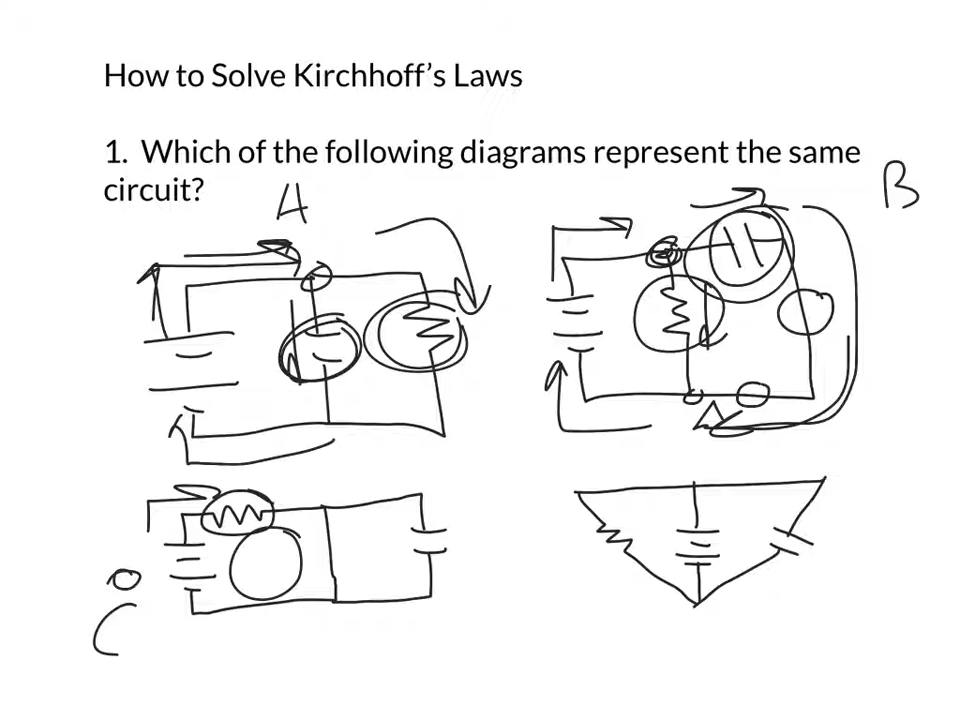 How to Solve Kirchhoff’s Laws
1. Which of the following diagrams represent the same
circuit?
A
B
C